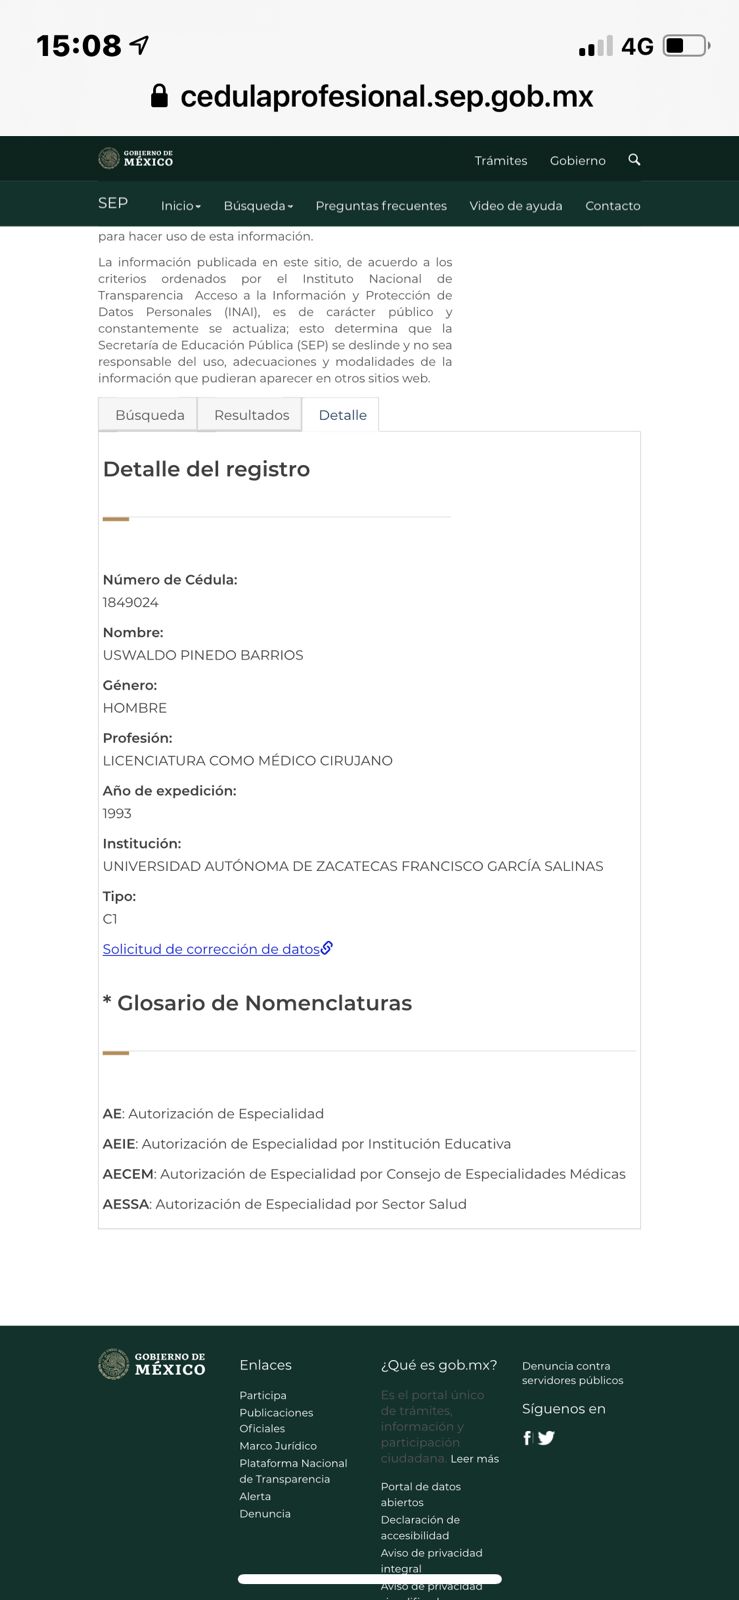 15:08
4G
cedulaprofesional.sep.gob.mx
GOBIERNO DE
MÉXICO
Trámites Gobierno
SEP Inicio Búsqueda Preguntas frecuentes Video de ayuda Contacto
para hacer uso de esta información.
La información publicada en este sitio, de acuerdo a los
criterios ordenados por el Instituto Nacional de
Transparencia Acceso a la Información y Protección de
Datos Personales (INAI), es de carácter público y
constantemente se actualiza; esto determina que la
Secretaría de Educación Pública (SEP) se deslinde y no sea
responsable del uso, adecuaciones y modalidades de la
información que pudieran aparecer en otros sitios web.
Búsqueda Resultados Detalle
Detalle del registro
Número de Cédula:
1849024
Nombre:
USWALDO PINEDO BARRIOS
Género:
HOMBRE
Profesión:
LICENCIATURA COMO MÉDICO CIRUJANO
Año de expedición:
1993
Institución:
UNIVERSIDAD AUTÓNOMA DE ZACATECAS FRANCISCO GARCÍA SALINAS
Tipo:
C1
Solicitud de corrección de datos
* Glosario de Nomenclaturas
AE: Autorización de Especialidad
AEIE: Autorización de Especialidad por Institución Educativa
AECEM: Autorización de Especialidad por Consejo de Especialidades Médicas
AESSA: Autorización de Especialidad por Sector Salud
GOBIERNO DE
MÉXICO
Enlaces
Participa
Publicaciones
Oficiales
Marco Jurídico
Plataforma Nacional
de Transparencia
Alerta
Denuncia
¿Qué es gob.mx?
Es el portal único
de trámites,
información y
participación
ciudadana. Leer más
Portal de datos
abiertos
Declaración de
accesibilidad
Aviso de privacidad
integral
Aviso de privacidad
Denuncia contra
servidores públicos
Síguenos en